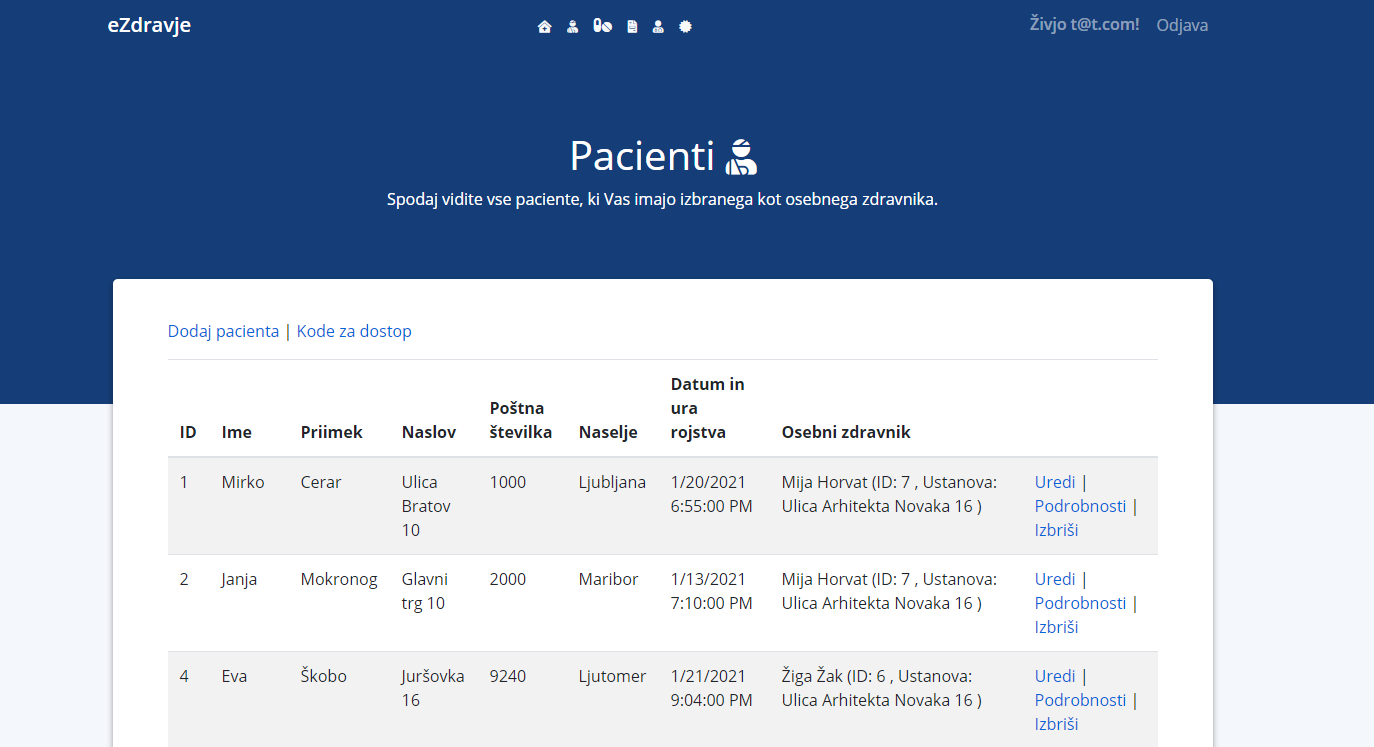 eZdravje
Živjo t@t.com! Odjava
Pacienti
Spodaj vidite vse paciente, ki Vas imajo izbranega kot osebnega zdravnika.
Dodaj pacienta | Kode za dostop
ID Ime Priimek Naslov Poštna številka Naselje Datum in ura rojstva Osebni zdravnik
1 Mirko Cerar Ulica Bratov 10 1000 Ljubljana 1/20/2021 6:55:00 PM Mija Horvat (ID: 7 , Ustanova: Ulica Arhitekta Novaka 16 ) Uredi | Podrobnosti | Izbriši
2 Janja Mokronog Glavni trg 10 2000 Maribor 1/13/2021 7:10:00 PM Mija Horvat (ID: 7 , Ustanova: Ulica Arhitekta Novaka 16 ) Uredi | Podrobnosti | Izbriši
4 Eva Škobo Juršovka 16 9240 Ljutomer 1/21/2021 9:04:00 PM Žiga Žak (ID: 6 , Ustanova: Ulica Arhitekta Novaka 16 ) Uredi | Podrobnosti | Izbriši